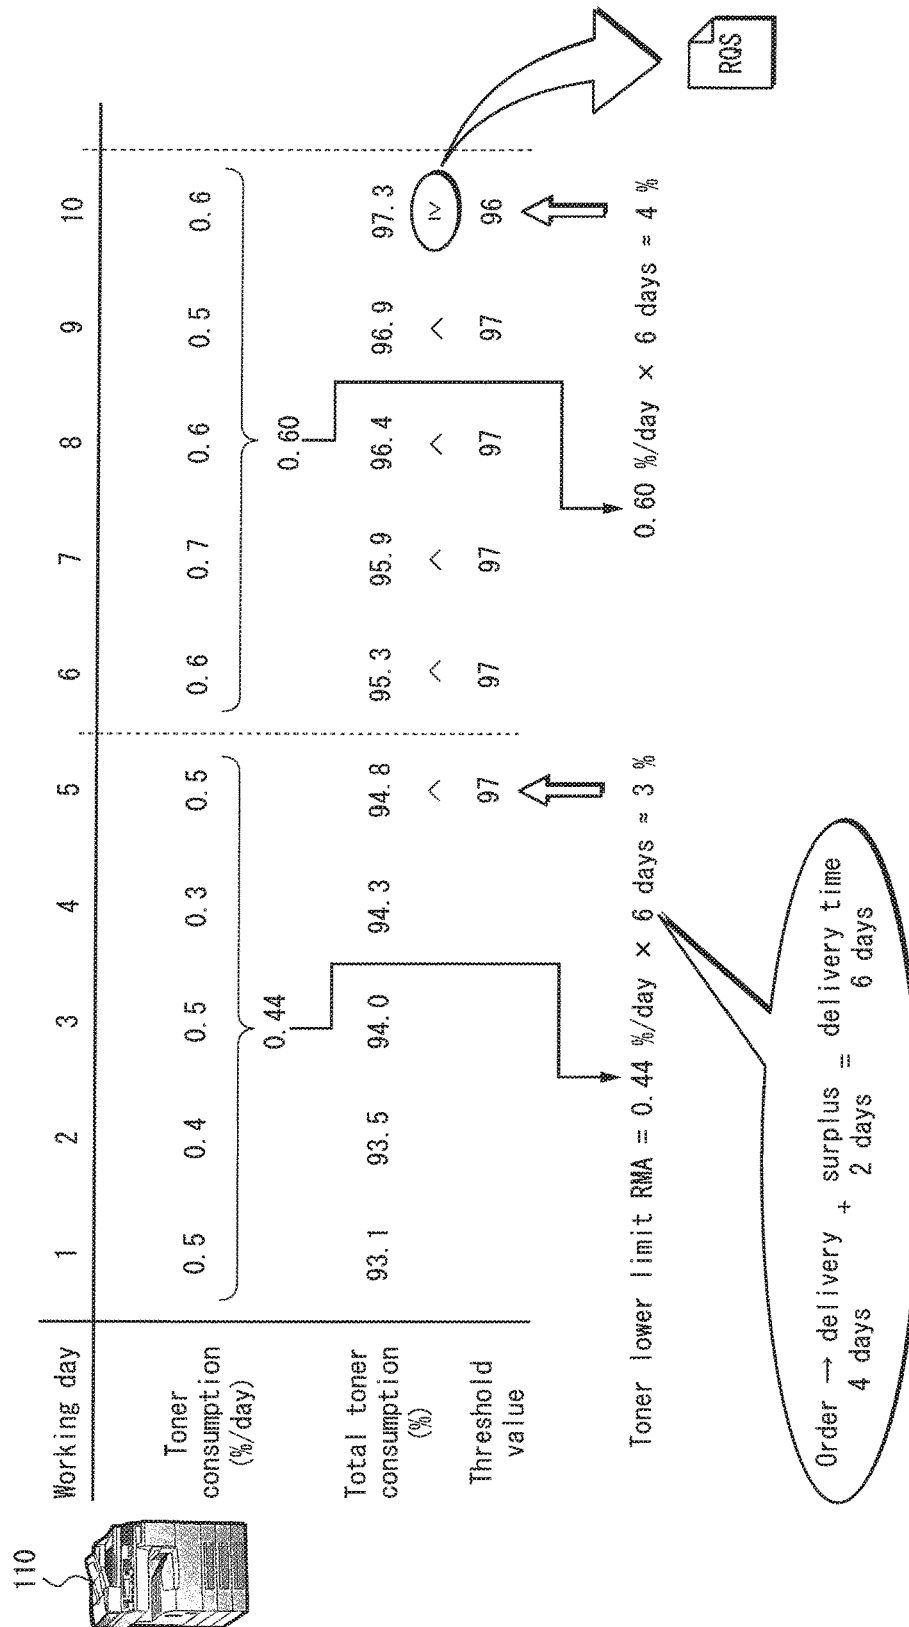 110
Working day 1 2 3 4 5 6 7 8 9 10
Toner
consumption
(%/day)
0.5 0.4 0.5 0.3 0.5 0.6 0.7 0.6 0.5 0.6
0.44 0.60
Total toner
consumption
(%)
93.1 93.5 94.0 94.3 94.8 95.3 95.9 96.4 96.9 97.3
< < < < < ≥
Threshold
value
97 97 97 97 97 96
Toner lower limit RMA = 0.44 %/day × 6 days ≈ 3 %
0.60 %/day × 6 days ≈ 4 %
RQS
Order → delivery + surplus = delivery time
4 days 2 days 6 days